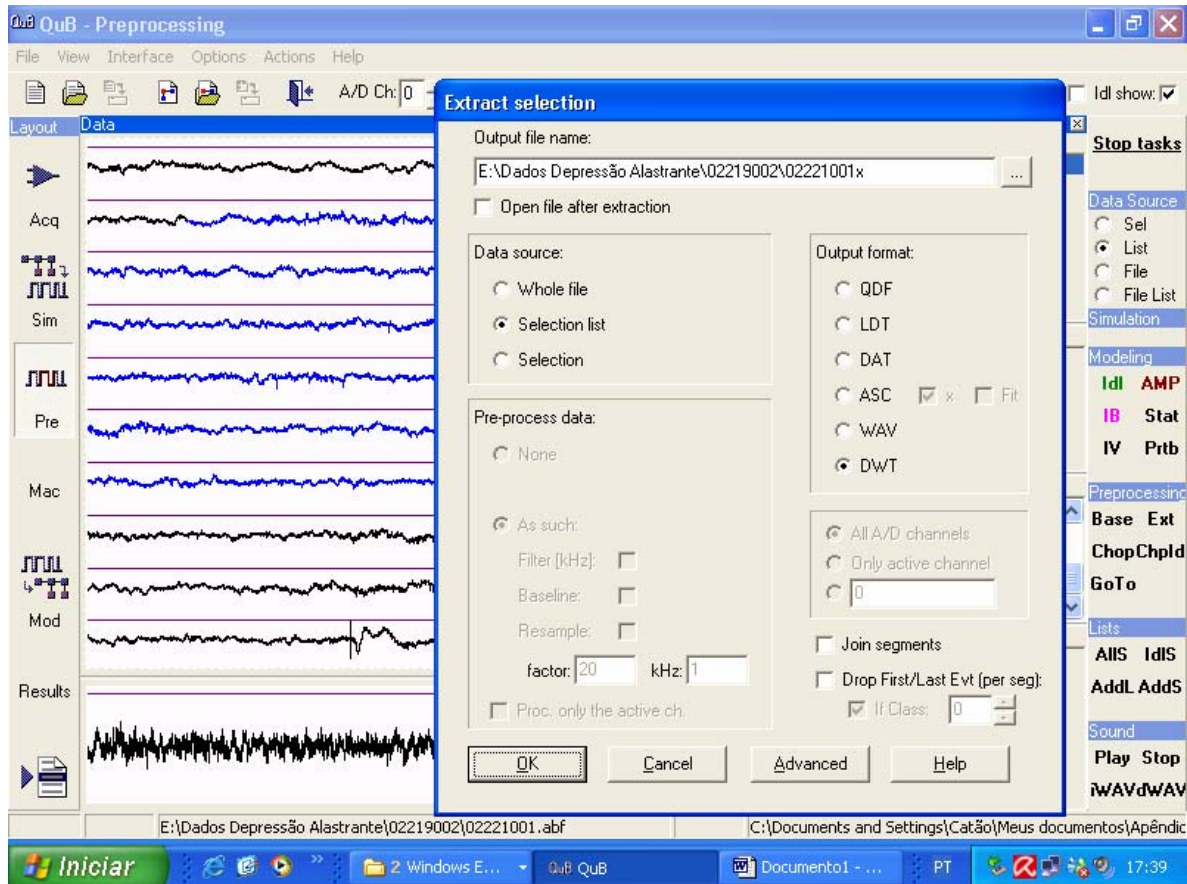 QuB QuB - Preprocessing
File View Interface Options Actions Help
A/D Ch: 0
Idl show:
Layout
Data
Acq
Sim
Pre
Mac
Mod
Results
Extract selection
Output file name:
E:\Dados Depressão Alastrante\02219002\02221001x
...
Open file after extraction
Data source:
Whole file
Selection list
Selection
Pre-process data:
None
As such:
Filter [kHz]:
Baseline:
Resample:
factor: 20 kHz: 1
Proc. only the active ch.
Output format:
QDF
LDT
DAT
ASC x Fit
WAV
DWT
All A/D channels
Only active channel
0
Join segments
Drop First/Last Evt (per seg):
If Class: 0
OK Cancel Advanced Help
Stop tasks
Data Source
Sel
List
File
File List
Simulation
Modeling
Idl AMP
IB Stat
IV Prtb
Preprocessing
Base Ext
Chop ChpId
GoTo
Lists
AllS IdlS
AddL AddS
Sound
Play Stop
iWAV dWAV
E:\Dados Depressão Alastrante\02219002\02221001.abf
C:\Documents and Settings\Catão\Meus documentos\Apêndic
Iniciar
»
2 Windows E...
QuB QuB
Documento1 - ...
PT
17:39